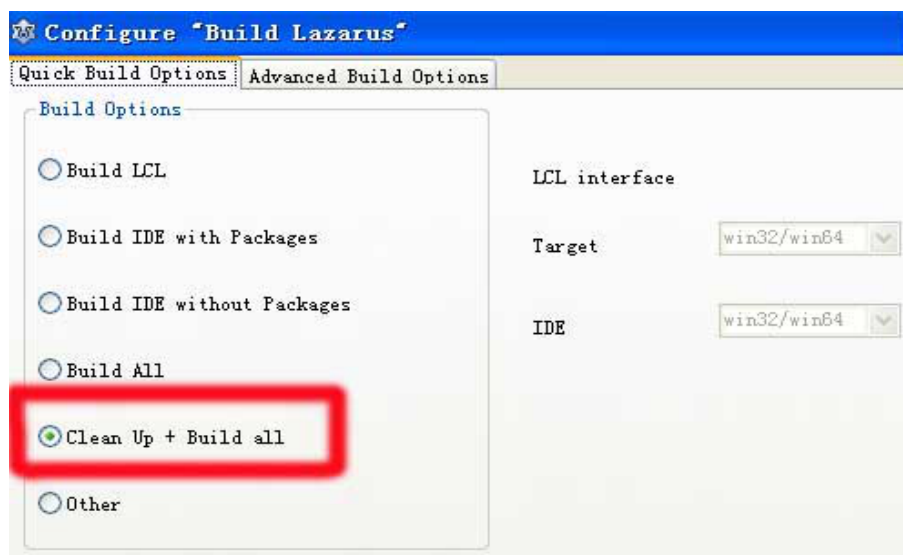 Configure "Build Lazarus"
Quick Build Options
Advanced Build Options
Build Options
Build LCL
LCL interface
Build IDE with Packages
Target
win32/win64
Build IDE without Packages
IDE
win32/win64
Build All
Clean Up + Build all
Other